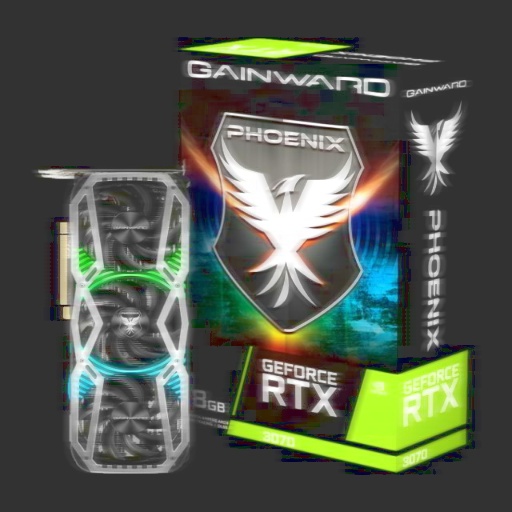 GAINWARD
PHOENIX
GEFORCE
RTX
3070
8GB
GAINWARD
PHOENIX
GEFORCE
RTX
3070